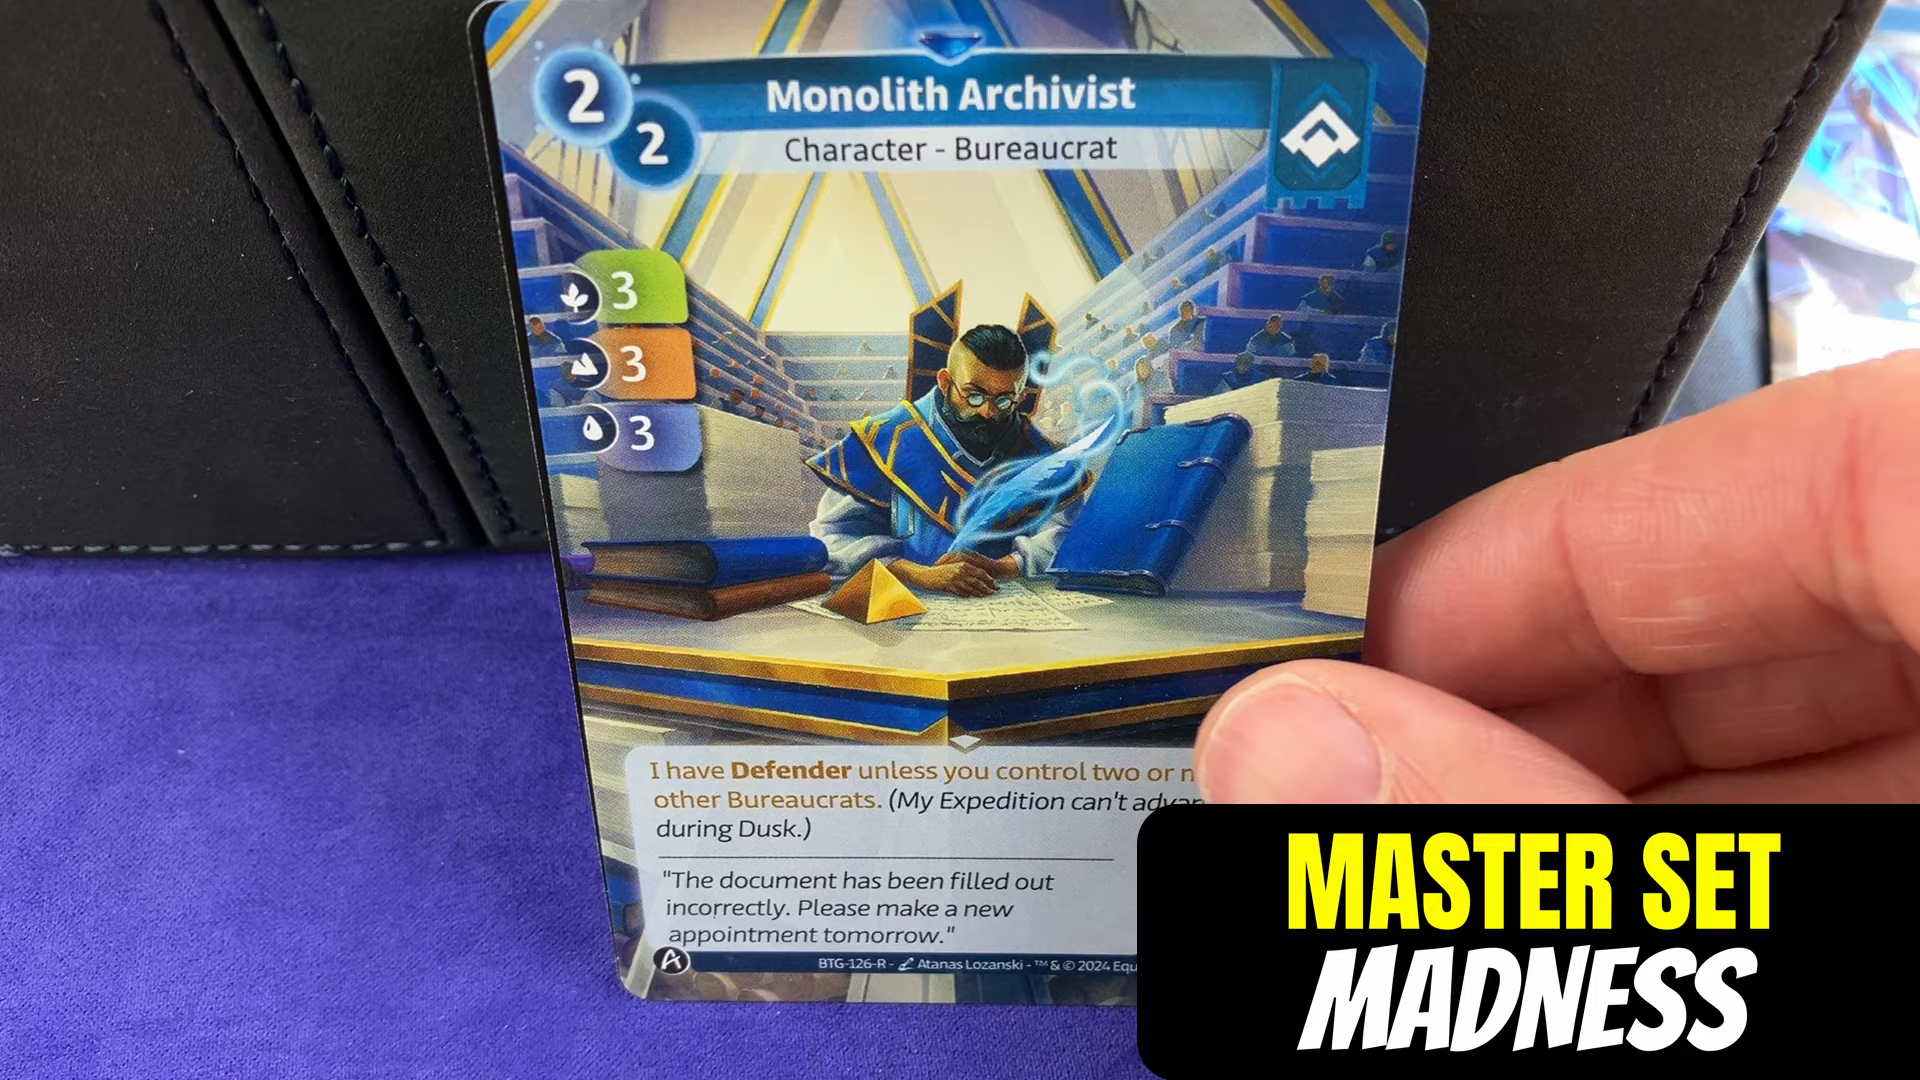 2
2
Monolith Archivist
Character - Bureaucrat
3
3
3
I have Defender unless you control two or
other Bureaucrats. (My Expedition can't
during Dusk.)
"The document has been filled out
incorrectly. Please make a new
appointment tomorrow."
BTG-126-R - Atanas Lozanski - ™ & © 2024
MASTER SET
MADNESS